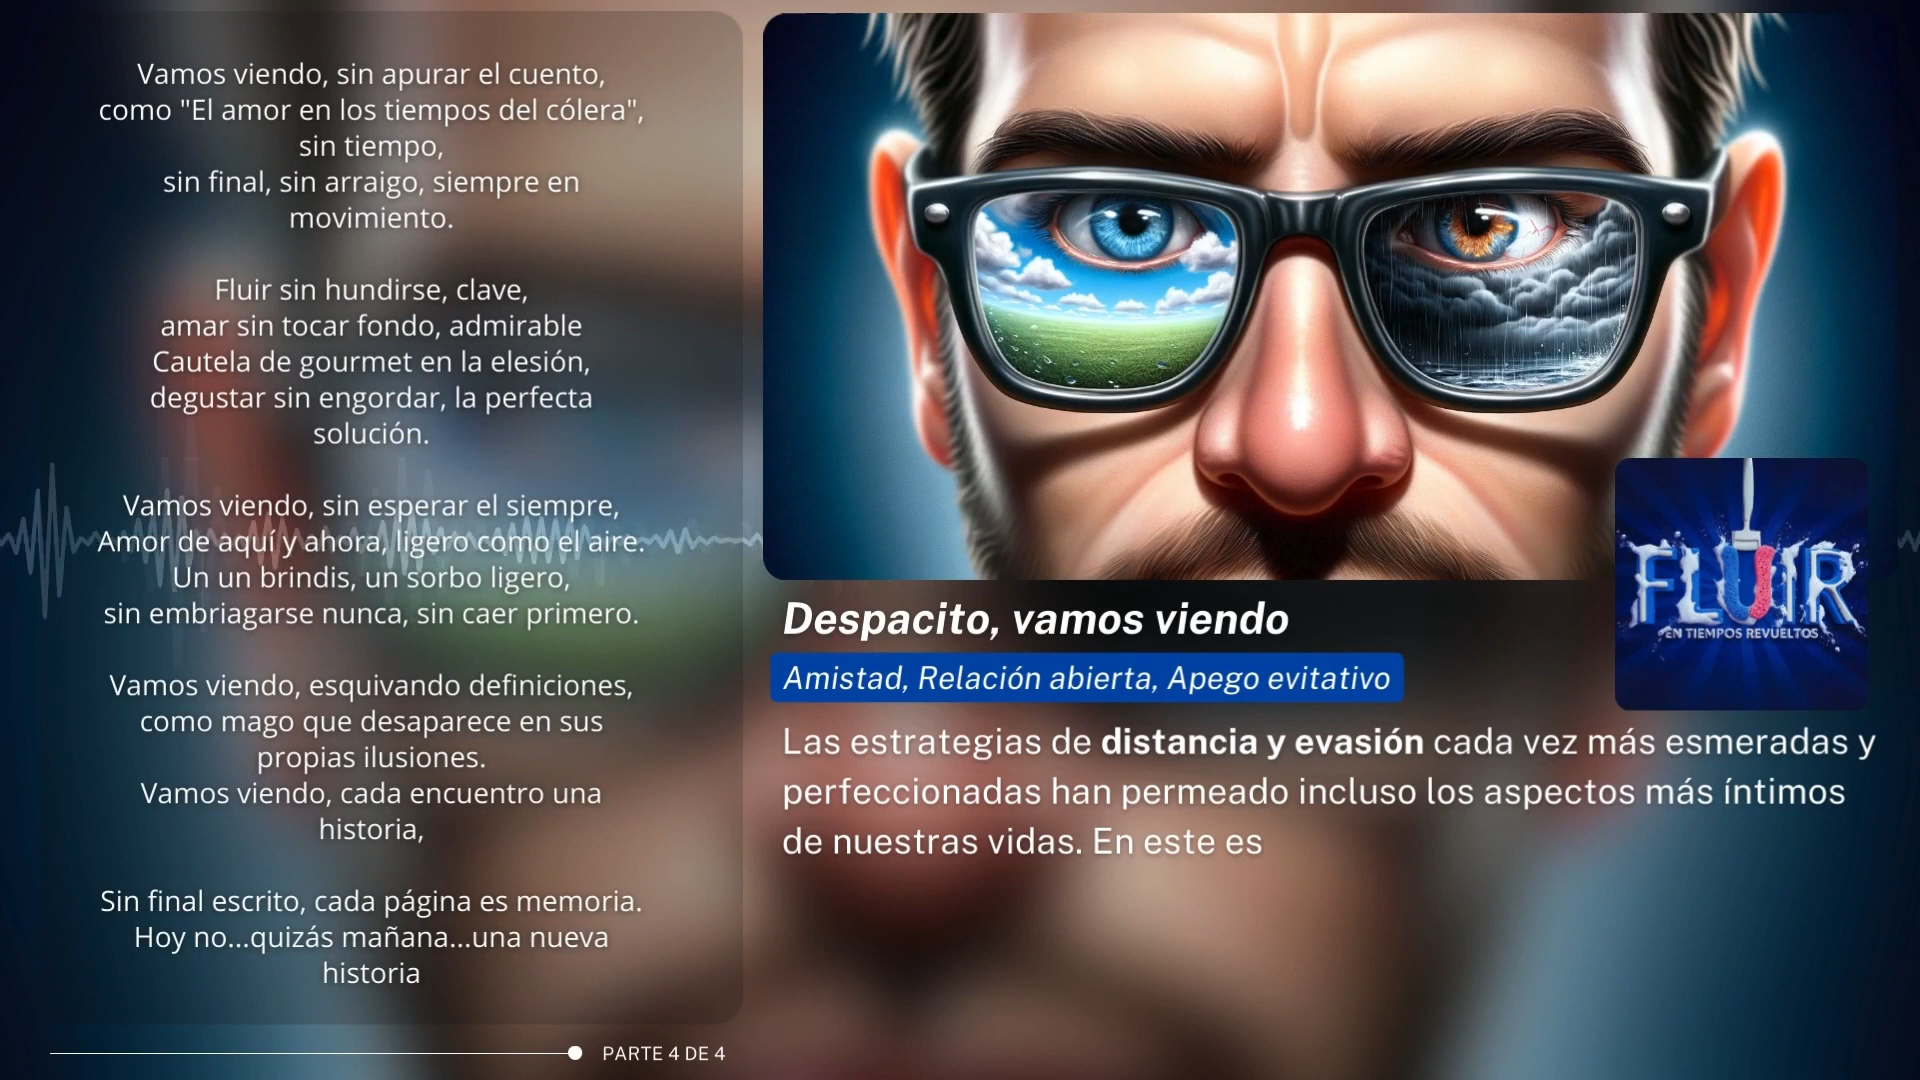 Vamos viendo, sin apurar el cuento,
como "El amor en los tiempos del cólera",
sin tiempo,
sin final, sin arraigo, siempre en
movimiento.
Fluir sin hundirse, clave,
amar sin tocar fondo, admirable
Cautela de gourmet en la elesión,
degustar sin engordar, la perfecta
solución.
Vamos viendo, sin esperar el siempre,
Amor de aquí y ahora, ligero como el aire.
Un un brindis, un sorbo ligero,
sin embriagarse nunca, sin caer primero.
Vamos viendo, esquivando definiciones,
como mago que desaparece en sus
propias ilusiones.
Vamos viendo, cada encuentro una
historia,
Sin final escrito, cada página es memoria.
Hoy no...quizás mañana...una nueva
historia
PARTE 4 DE 4
FLUIR
EN TIEMPOS REVUELTOS
Despacito, vamos viendo
Amistad, Relación abierta, Apego evitativo
Las estrategias de distancia y evasión cada vez más esmeradas y
perfeccionadas han permeado incluso los aspectos más íntimos
de nuestras vidas. En este es